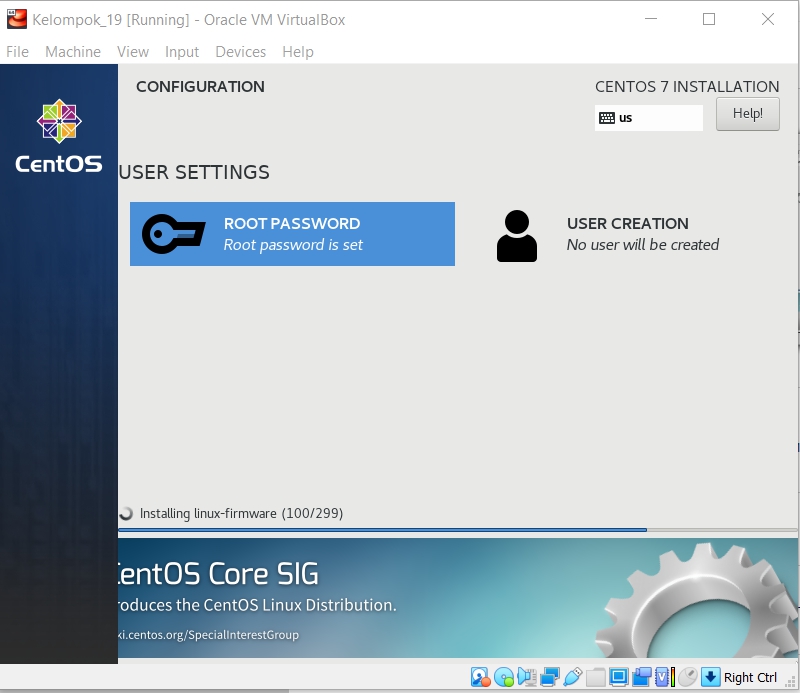 Kelompok_19 [Running] - Oracle VM VirtualBox
File Machine View Input Devices Help
CentOS
CONFIGURATION
CENTOS 7 INSTALLATION
us
Help!
USER SETTINGS
ROOT PASSWORD
Root password is set
USER CREATION
No user will be created
Installing linux-firmware (100/299)
entOS Core SIG
roduces the CentOS Linux Distribution.
ki.centos.org/SpecialInterestGroup
Right Ctrl